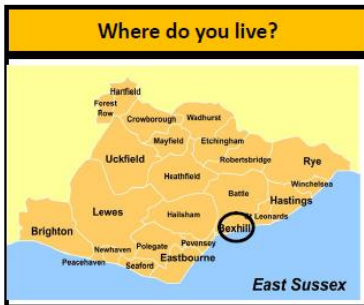 Where do you live?
Hartfield
Forest
Row
Crowborough
Wadhurst
Mayfield
Etchingham
Uckfield
Robertsbridge
Rye
Heathfield
Winchelsea
Battle
Hastings
Lewes
Hailsham
St Leonards
Bexhill
Brighton
Pevensey
Polegate
Newhaven
Eastbourne
Peacehaven
Seaford
East Sussex